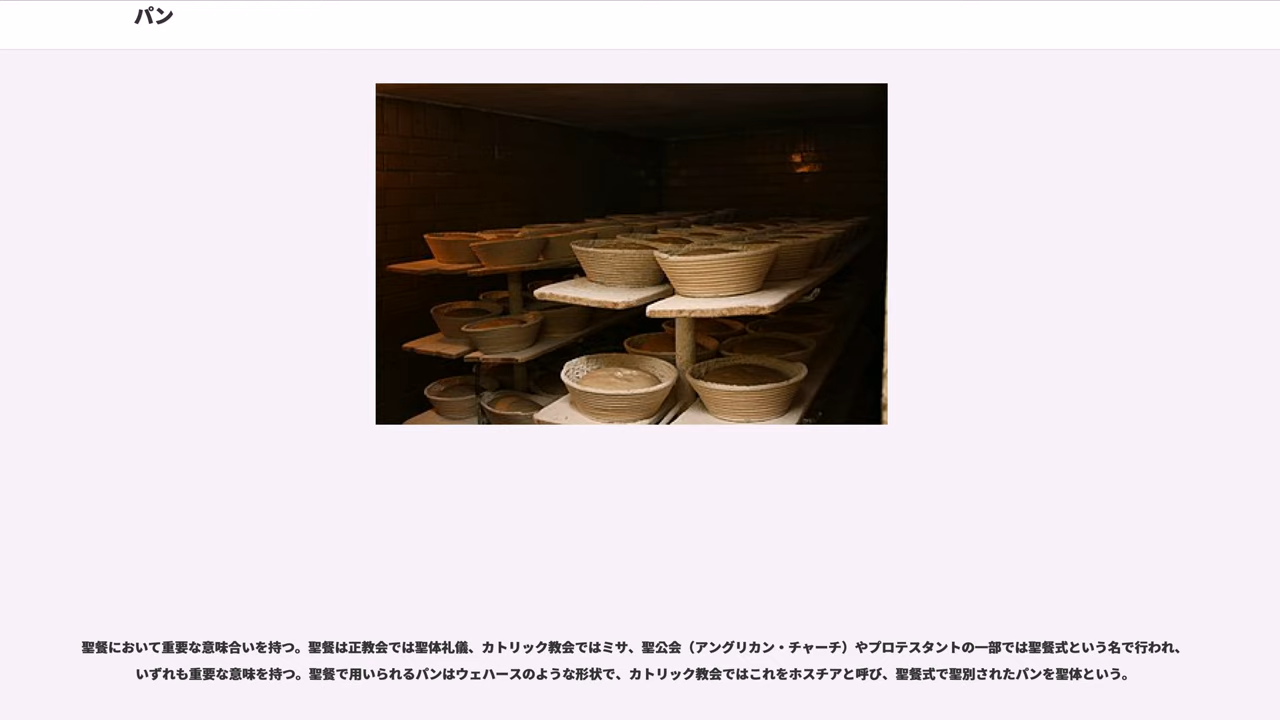 パン
聖餐において重要な意味合いを持つ。聖餐は正教会では聖体礼儀、カトリック教会ではミサ、聖公会（アングリカン・チャーチ）やプロテスタントの一部では聖餐式という名で行われ、
いずれも重要な意味を持つ。聖餐で用いられるパンはウェハースのような形状で、カトリック教会ではこれをホスチアと呼び、聖餐式で聖別されたパンを聖体という。